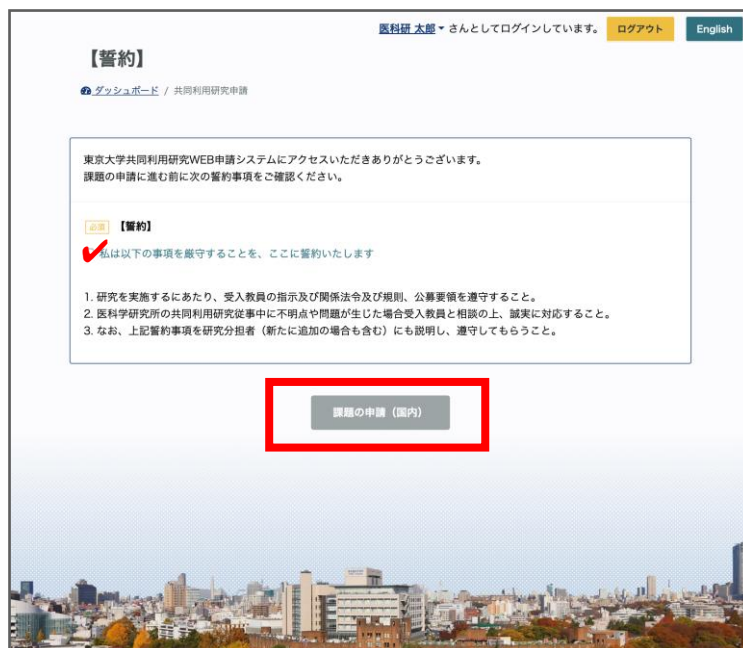 医科研 太郎 さんとしてログインしています。 ログアウト English
【誓約】
ダッシュボード / 共同利用研究申請
東京大学共同利用研究WEB申請システムにアクセスいただきありがとうございます。
課題の申請に進む前に次の誓約事項をご確認ください。
必須 【誓約】
私は以下の事項を厳守することを、ここに誓約いたします
1. 研究を実施するにあたり、受入教員の指示及び関係法令及び規則、公募要領を遵守すること。
2. 医科学研究所の共同利用研究従事中に不明点や問題が生じた場合受入教員と相談の上、誠実に対応すること。
3. なお、上記誓約事項を研究分担者（新たに追加の場合も含む）にも説明し、遵守してもらうこと。
課題の申請（国内）